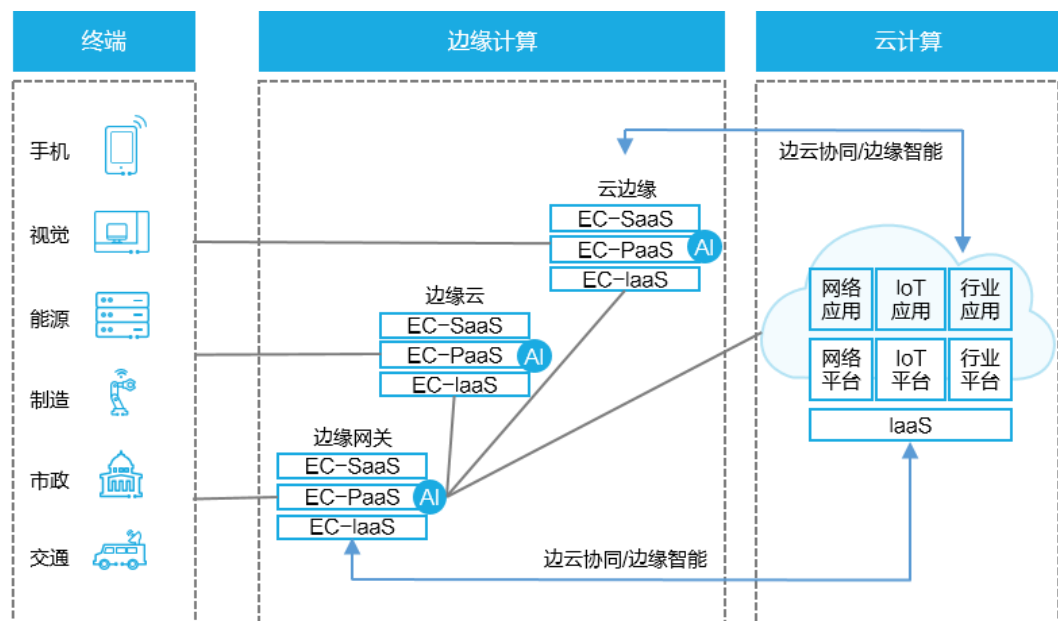 终端
边缘计算
云计算
手机
视觉
能源
制造
市政
交通
云边缘
EC-SaaS
EC-PaaS
AI
EC-IaaS
边缘云
EC-SaaS
EC-PaaS
AI
EC-IaaS
边缘网关
EC-SaaS
EC-PaaS
AI
EC-IaaS
边云协同/边缘智能
网络
应用
IoT
应用
行业
应用
网络
平台
IoT
平台
行业
平台
IaaS
边云协同/边缘智能